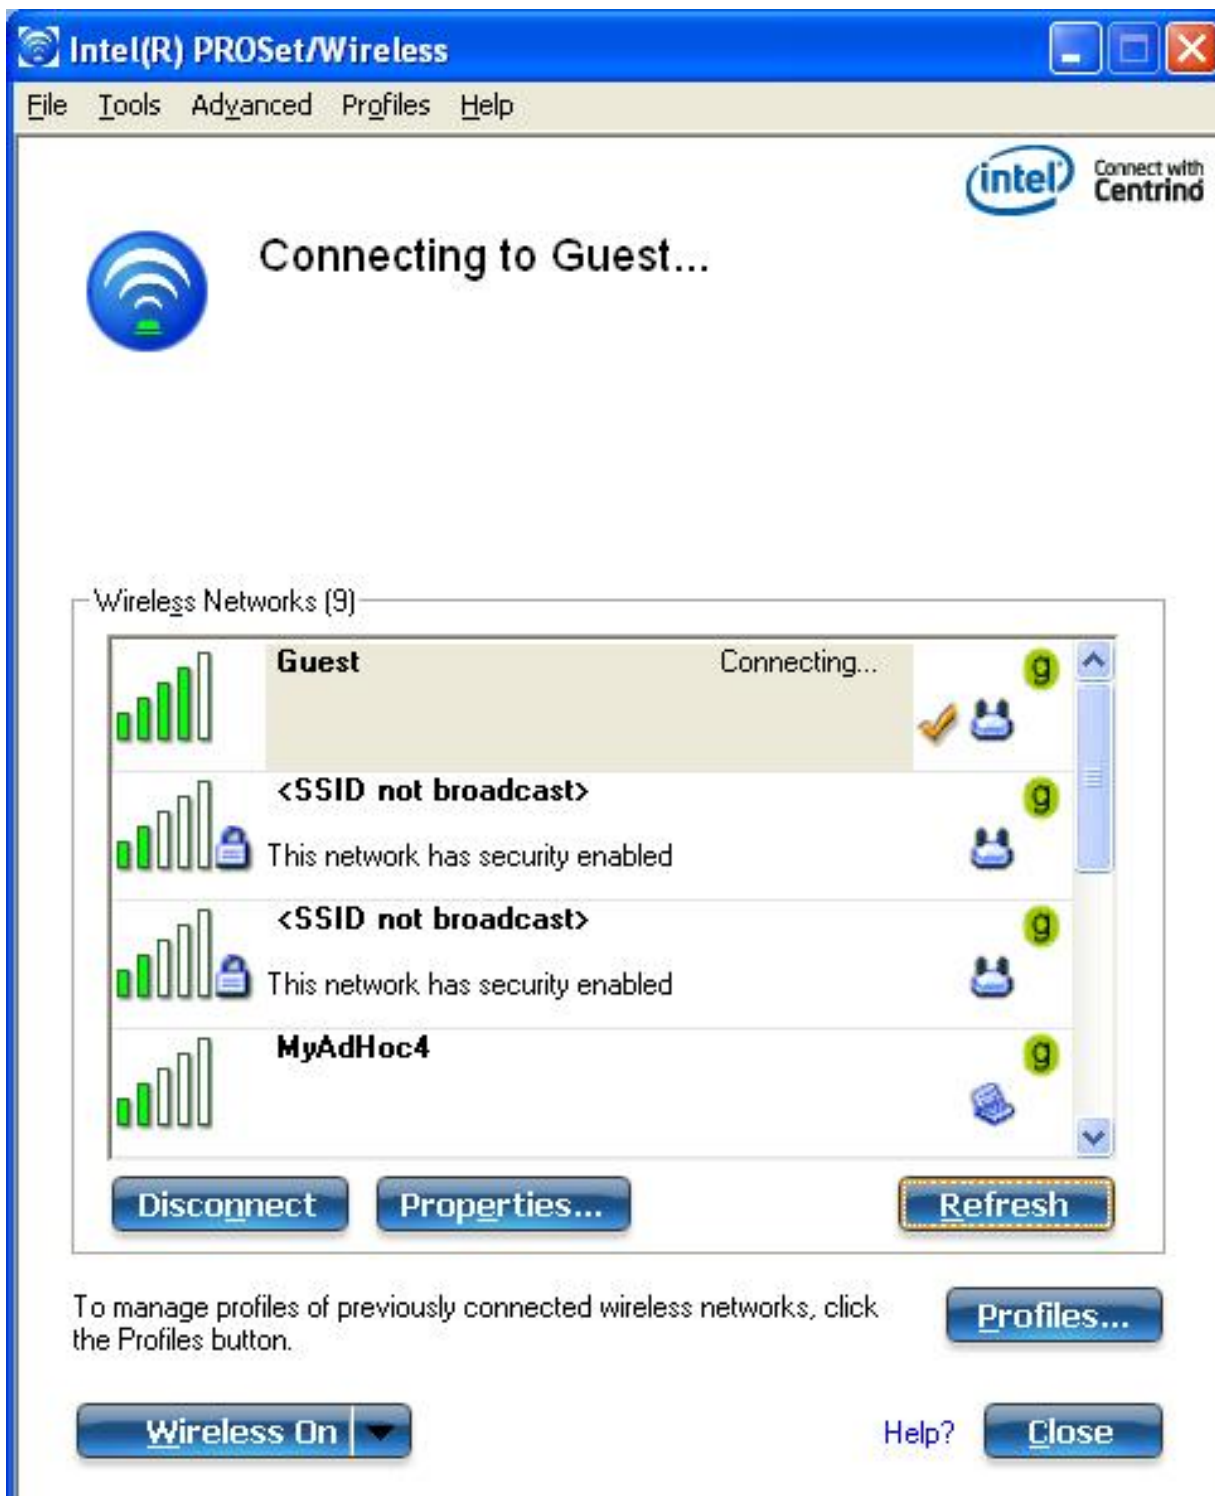 Intel(R) PROSet/Wireless
File Tools Advanced Profiles Help
intel Connect with
Centrino
Connecting to Guest...
Wireless Networks (9)
Guest Connecting...
g
<SSID not broadcast>
g
This network has security enabled
<SSID not broadcast>
g
This network has security enabled
MyAdHoc4
g
Disconnect Properties... Refresh
To manage profiles of previously connected wireless networks, click
the Profiles button.
Profiles...
Wireless On Help? Close